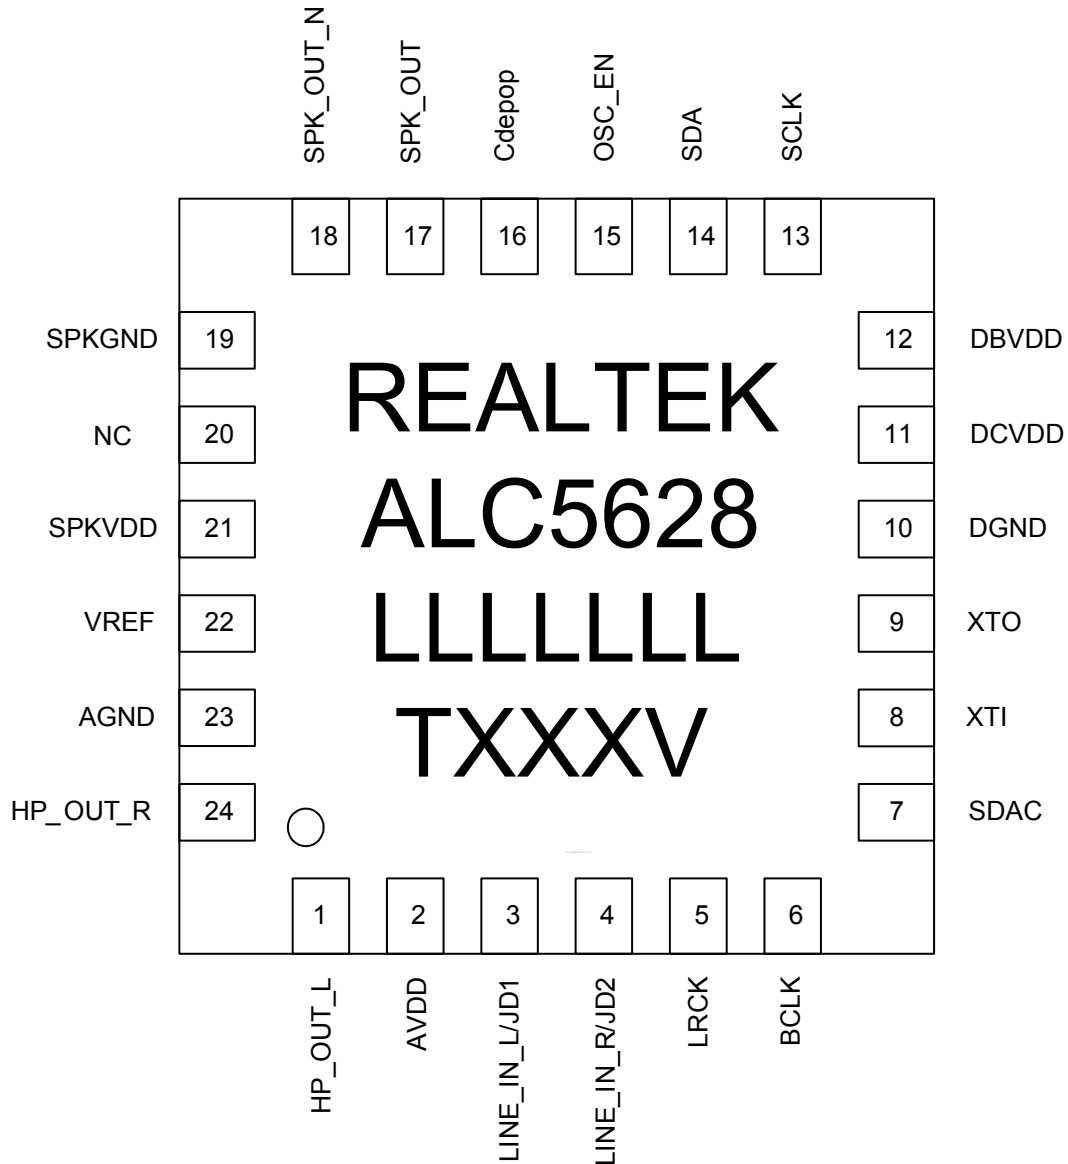 SPK_OUT_N
SPK_OUT
Cdepop
OSC_EN
SDA
SCLK
18
17
16
15
14
13
SPKGND
19
12
DBVDD
NC
20
11
DCVDD
SPKVDD
21
10
DGND
VREF
22
9
XTO
AGND
23
8
XTI
HP_OUT_R
24
7
SDAC
REALTEK
ALC5628
LLLLLLL
TXXXV
1
2
3
4
5
6
HP_OUT_L
AVDD
LINE_IN_L/JD1
LINE_IN_R/JD2
LRCK
BCLK